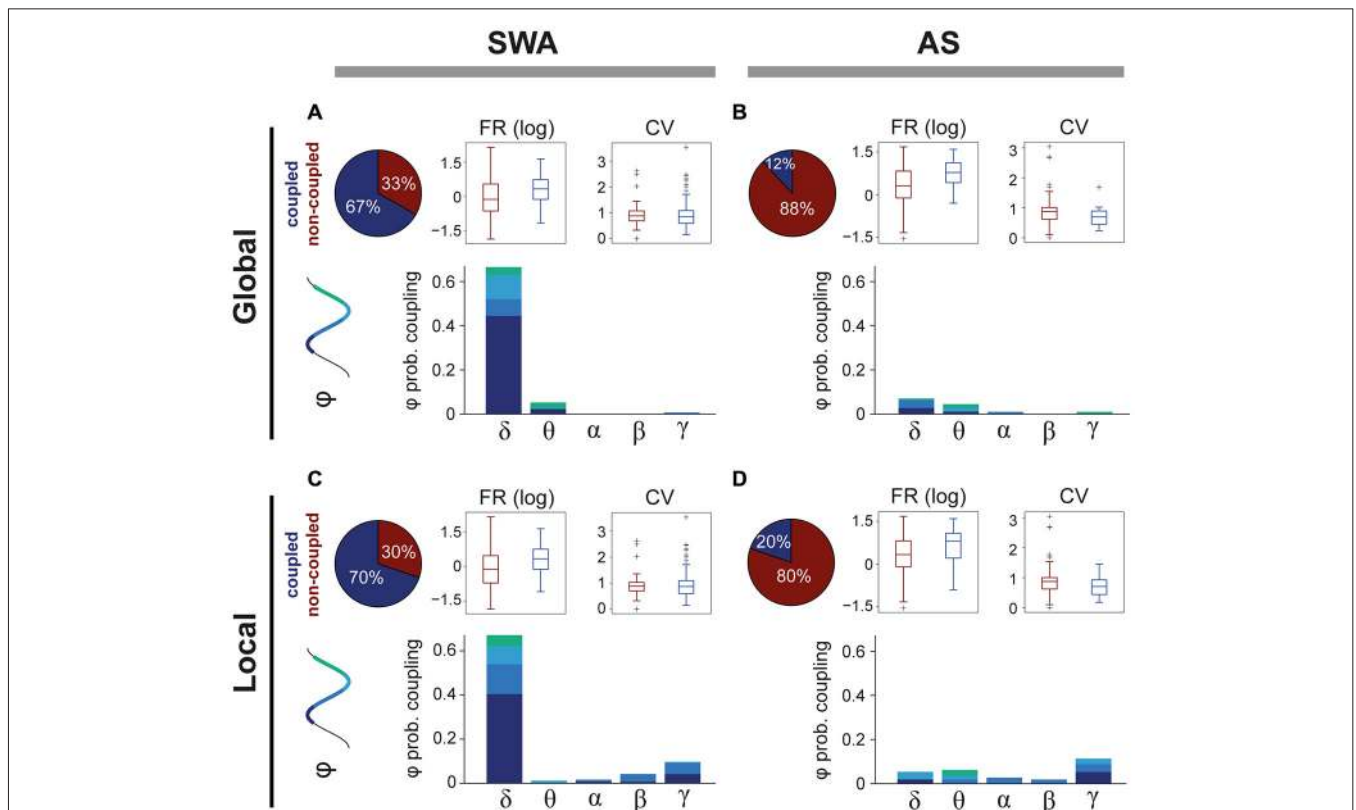 SWA
AS
Global
A
coupled
non-coupled
33%
67%
FR (log)
1.5
0
−1.5
CV
3
2
1
0
φ
φ prob. coupling
0.6
0.4
0.2
0
δ θ α β γ
B
12%
88%
FR (log)
1.5
0
−1.5
CV
3
2
1
0
φ prob. coupling
0.6
0.4
0.2
0
δ θ α β γ
Local
C
coupled
non-coupled
30%
70%
FR (log)
1.5
0
−1.5
CV
3
2
1
0
φ
φ prob. coupling
0.6
0.4
0.2
0
δ θ α β γ
D
20%
80%
FR (log)
1.5
0
−1.5
CV
3
2
1
0
φ prob. coupling
0.6
0.4
0.2
0
δ θ α β γ